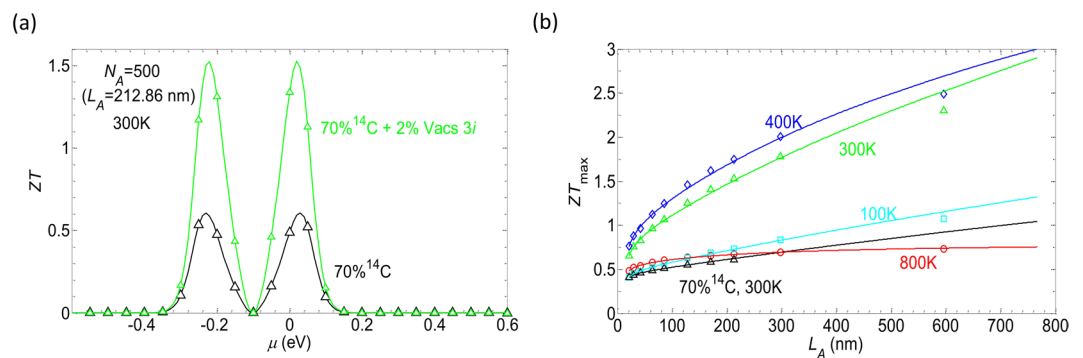 (a)
1.5
1
0.5
0
ZT
N_A=500
(L_A=212.86 nm)
300K
70%¹⁴C + 2% Vacs 3i
70%¹⁴C
-0.4 -0.2 0 0.2 0.4 0.6
μ (eV)
(b)
3
2.5
2
1.5
1
0.5
0
ZT_max
400K
300K
100K
800K
70%¹⁴C, 300K
0 100 200 300 400 500 600 700 800
L_A (nm)